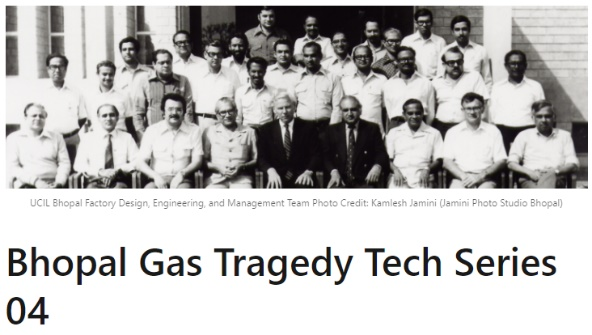 UCIL Bhopal Factory Design, Engineering, and Management Team Photo Credit: Kamlesh Jamini (Jamini Photo Studio Bhopal)
Bhopal Gas Tragedy Tech Series
04